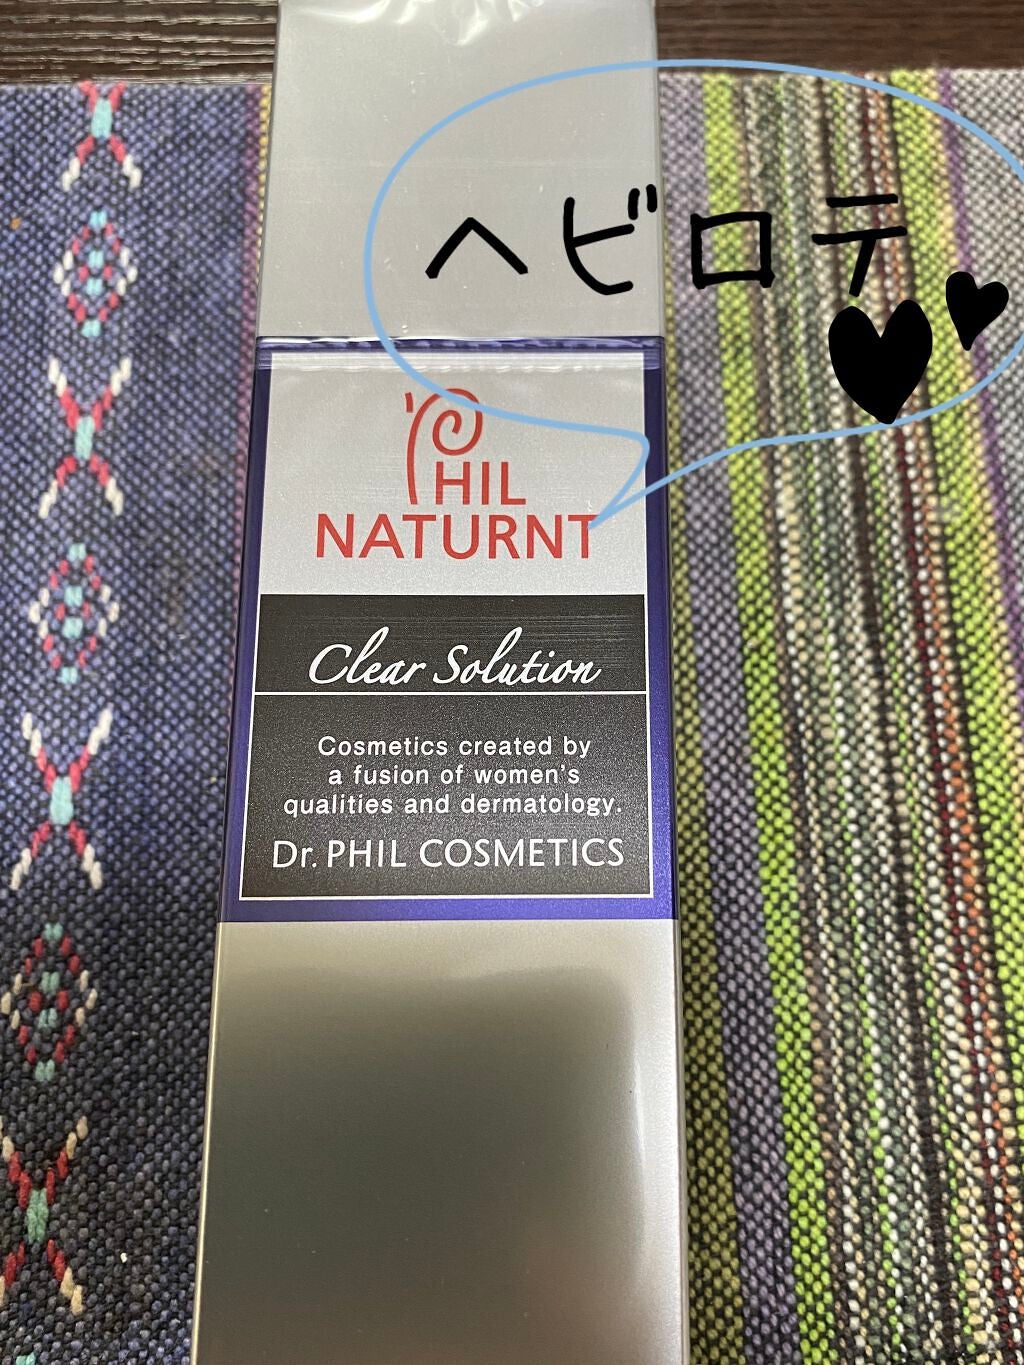 ヘビロテ
PHIL
NATURNT
Clear Solution
Cosmetics created by
a fusion of women's
qualities and dermatology.
Dr. PHIL COSMETICS